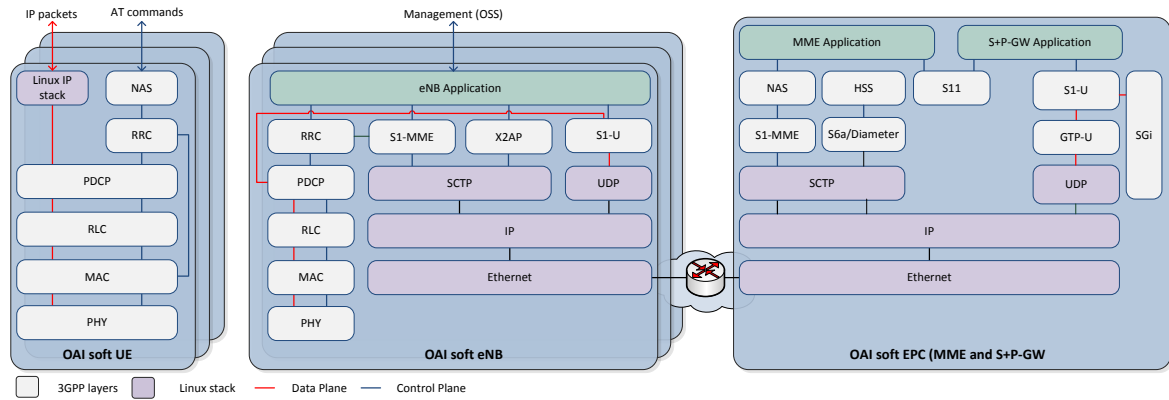 IP packets
AT commands
Linux IP
stack
NAS
RRC
PDCP
RLC
MAC
PHY
OAI soft UE
Management (OSS)
eNB Application
RRC
S1-MME
X2AP
S1-U
PDCP
SCTP
UDP
RLC
IP
MAC
Ethernet
PHY
OAI soft eNB
MME Application
S+P-GW Application
NAS
HSS
S11
S1-U
SGi
S1-MME
S6a/Diameter
GTP-U
SCTP
UDP
IP
Ethernet
OAI soft EPC (MME and S+P-GW
3GPP layers
Linux stack
Data Plane
Control Plane